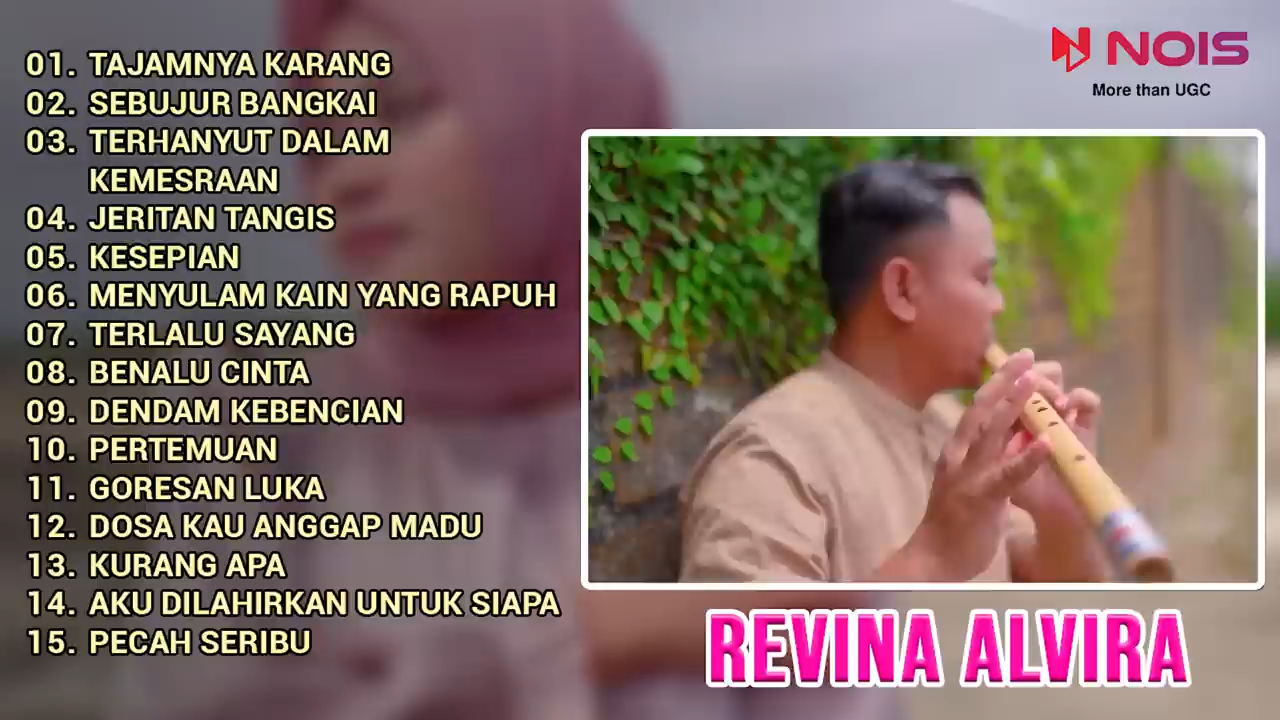 01. TAJAMNYA KARANG
02. SEBUJUR BANGKAI
03. TERHANYUT DALAM
KEMESRAAN
04. JERITAN TANGIS
05. KESEPIAN
06. MENYULAM KAIN YANG RAPUH
07. TERLALU SAYANG
08. BENALU CINTA
09. DENDAM KEBENCIAN
10. PERTEMUAN
11. GORESAN LUKA
12. DOSA KAU ANGGAP MADU
13. KURANG APA
14. AKU DILAHIRKAN UNTUK SIAPA
15. PECAH SERIBU
NOIS
More than UGC
REVINA ALVIRA